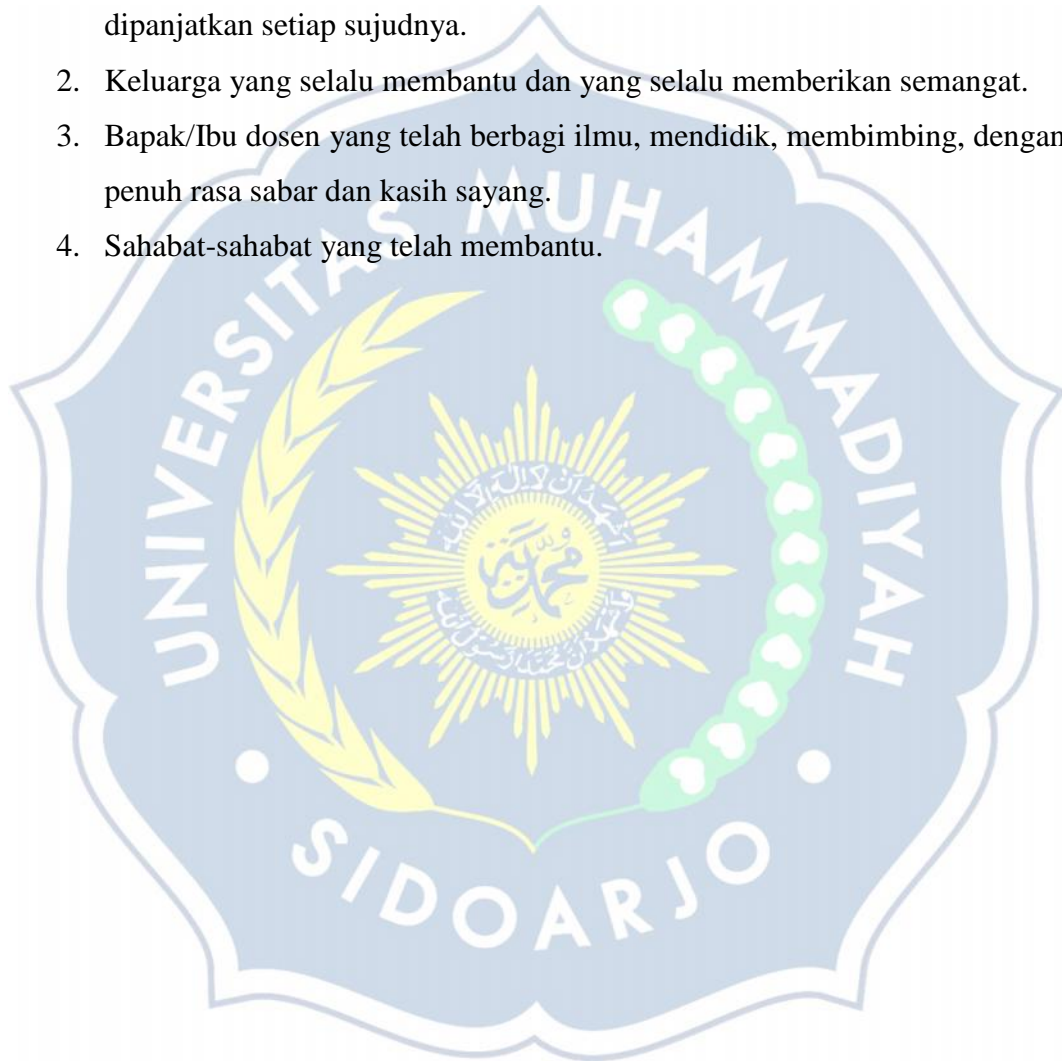 dipanjatkan setiap sujudnya.
2. Keluarga yang selalu membantu dan yang selalu memberikan semangat.
3. Bapak/Ibu dosen yang telah berbagi ilmu, mendidik, membimbing, dengan
penuh rasa sabar dan kasih sayang.
4. Sahabat-sahabat yang telah membantu.
UNIVERSITAS MUHAMMADIYAH
SIDOARJO
محمد